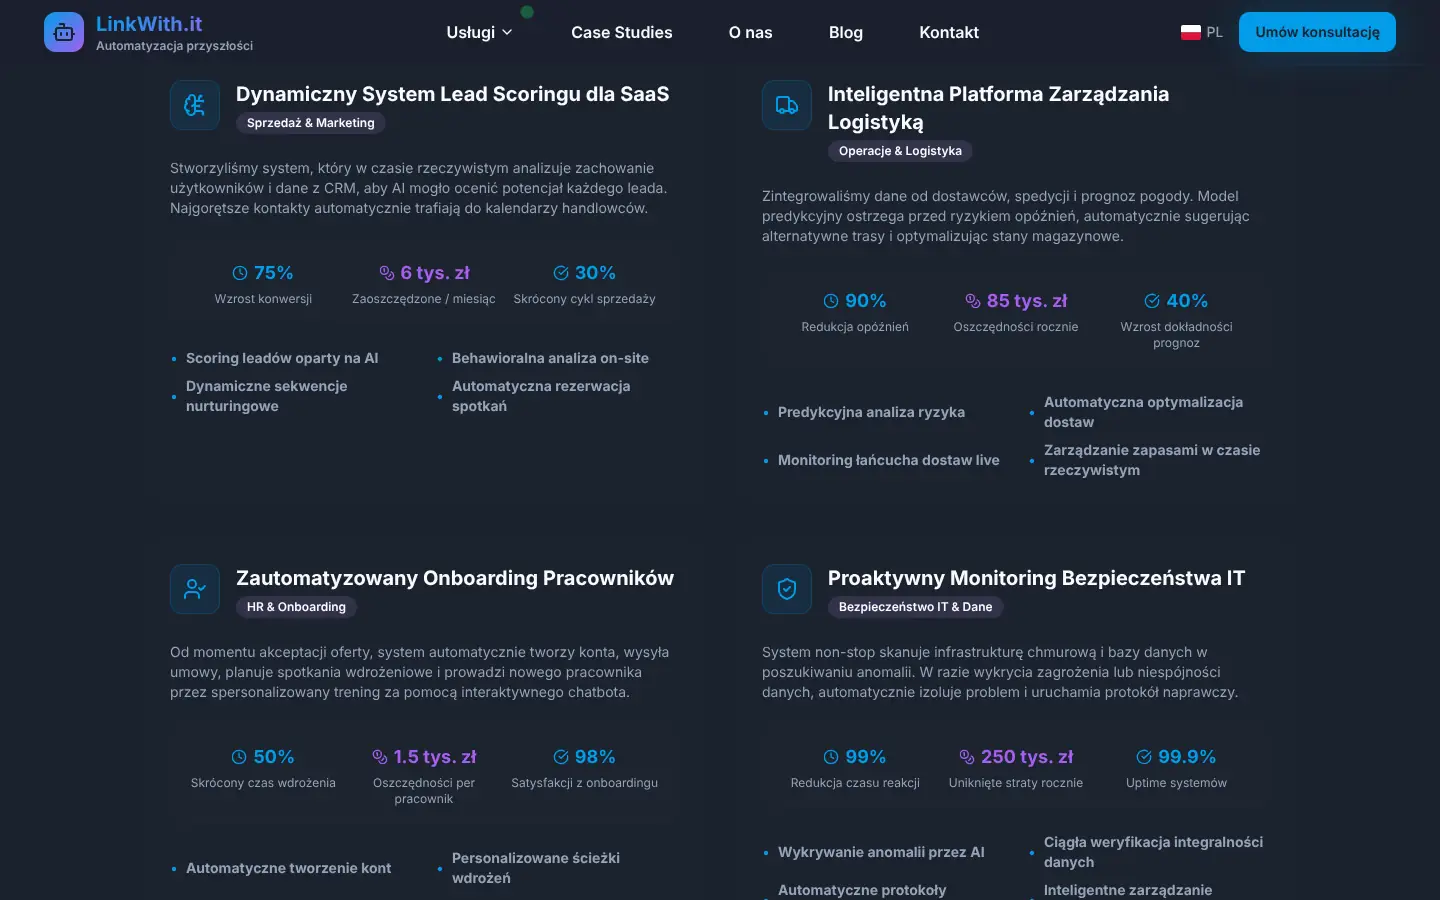 LinkWith.it
Automatyzacja przyszłości
Usługi
Case Studies
O nas
Blog
Kontakt
PL
Umów konsultację
Dynamiczny System Lead Scoringu dla SaaS
Sprzedaż & Marketing
Stworzyliśmy system, który w czasie rzeczywistym analizuje zachowanie
użytkowników i dane z CRM, aby AI mogło ocenić potencjał każdego leada.
Najgorętsze kontakty automatycznie trafiają do kalendarzy handlowców.
75%
Wzrost konwersji
6 tys. zł
Zaoszczędzone / miesiąc
30%
Skrócony cykl sprzedaży
• Scoring leadów oparty na AI
• Behawioralna analiza on-site
• Dynamiczne sekwencje
nurturingowe
• Automatyczna rezerwacja
spotkań
Inteligentna Platforma Zarządzania
Logistyką
Operacje & Logistyka
Zintegrowaliśmy dane od dostawców, spedycji i prognoz pogody. Model
predykcyjny ostrzega przed ryzykiem opóźnień, automatycznie sugerując
alternatywne trasy i optymalizując stany magazynowe.
90%
Redukcja opóźnień
85 tys. zł
Oszczędności rocznie
40%
Wzrost dokładności
prognoz
• Predykcyjna analiza ryzyka
• Automatyczna optymalizacja
dostaw
• Monitoring łańcucha dostaw live
• Zarządzanie zapasami w czasie
rzeczywistym
Zautomatyzowany Onboarding Pracowników
HR & Onboarding
Od momentu akceptacji oferty, system automatycznie tworzy konta, wysyła
umowy, planuje spotkania wdrożeniowe i prowadzi nowego pracownika
przez spersonalizowany trening za pomocą interaktywnego chatbota.
50%
Skrócony czas wdrożenia
1.5 tys. zł
Oszczędności per
pracownik
98%
Satysfakcji z onboardingu
• Automatyczne tworzenie kont
• Personalizowane ścieżki
wdrożeń
Proaktywny Monitoring Bezpieczeństwa IT
Bezpieczeństwo IT & Dane
System non-stop skanuje infrastrukturę chmurową i bazy danych w
poszukiwaniu anomalii. W razie wykrycia zagrożenia lub niespójności
danych, automatycznie izoluje problem i uruchamia protokół naprawczy.
99%
Redukcja czasu reakcji
250 tys. zł
Uniknięte straty rocznie
99.9%
Uptime systemów
• Wykrywanie anomalii przez AI
• Ciągła weryfikacja integralności
danych
Automatyczne protokoły
Inteligentne zarządzanie